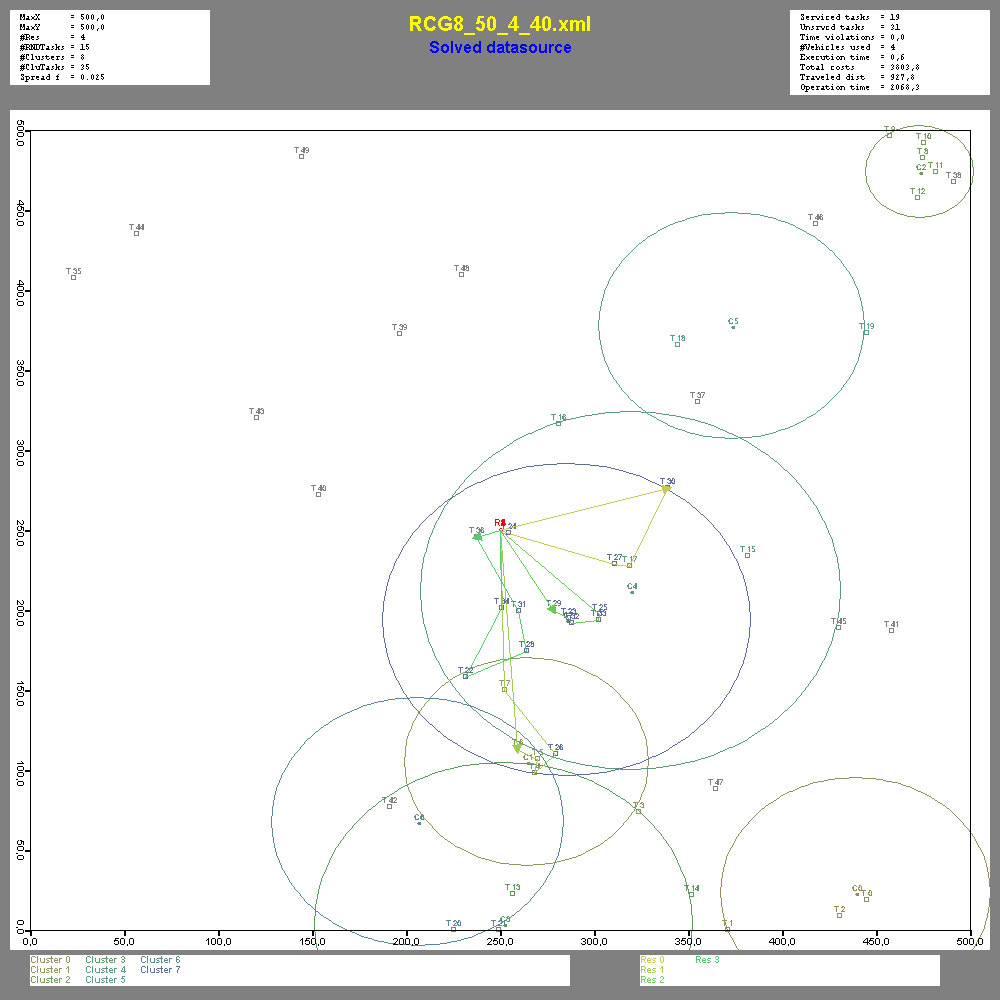 RCG8_50_4_40.xml
Solved datasource
MaxX = 500,0
MaxY = 500,0
#Res = 4
#RNDTasks = 15
#Clusters = 8
#CluTasks = 35
Spread f = 0.025
Serviced tasks = 19
Unsrvcd tasks = 31
Time violations = 0,0
#Vehicles used = 4
Execution time = 0,6
Total costs = 3803,8
Traveled dist = 927,8
Operation time = 2068,3
500,0
450,0
400,0
350,0
300,0
250,0
200,0
150,0
100,0
50,0
0,0
T 9
T 10
T 8
C2
T 11
T 38
T 12
T 49
T 46
T 44
T 35
T 48
C5
T 19
T 39
T 18
T 37
T 43
T 16
T 40
T 30
T 36
T 24
T 27
T 17
T 15
C4
T 34
T 31
T 29
T 23
T 25
T 33
T 45
T 41
T 28
T 22
T 7
T 6
T 5
T 26
C1
T 4
T 47
T 42
C6
T 3
T 13
T 14
C0
T 0
T 2
T 20
T 21
C3
T 1
0,0 50,0 100,0 150,0 200,0 250,0 300,0 350,0 400,0 450,0 500,0
Cluster 0 Cluster 3 Cluster 6
Cluster 1 Cluster 4 Cluster 7
Cluster 2 Cluster 5
Res 0 Res 3
Res 1
Res 2